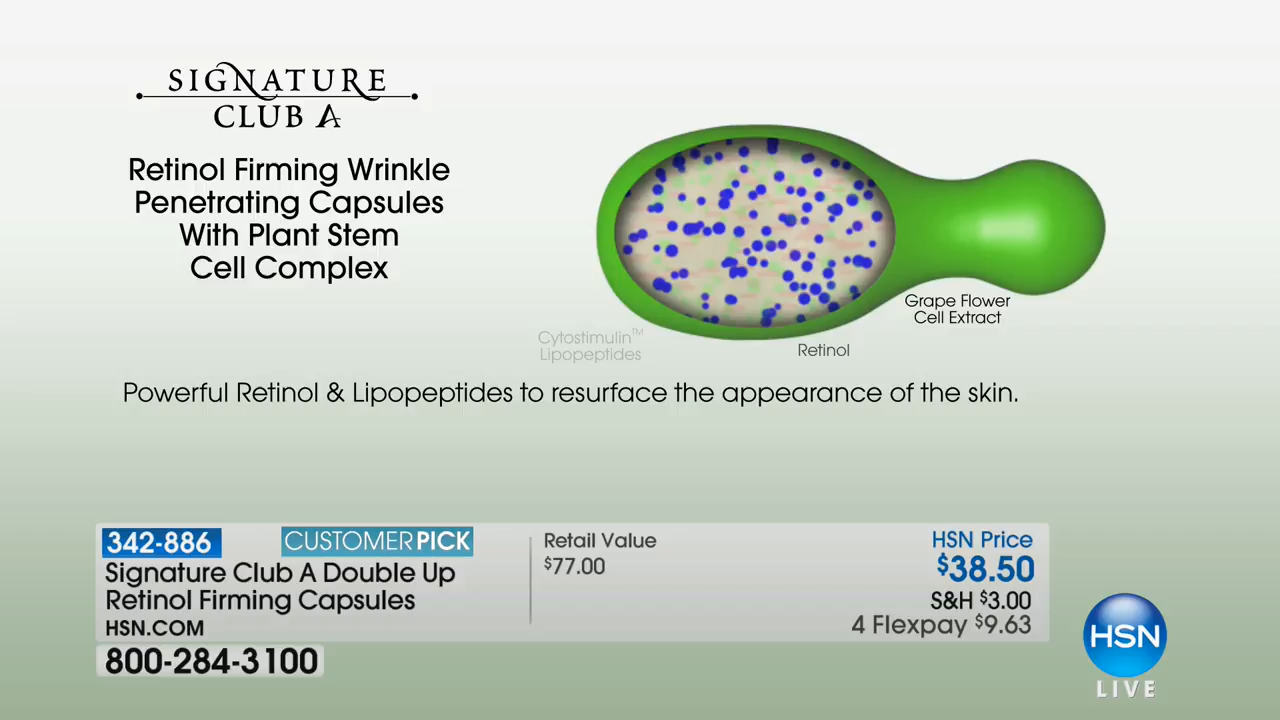 SIGNATURE
CLUB A
Retinol Firming Wrinkle
Penetrating Capsules
With Plant Stem
Cell Complex
Grape Flower
Cell Extract
Cytostimulin™
Lipopeptides
Retinol
Powerful Retinol & Lipopeptides to resurface the appearance of the skin.
342-886
CUSTOMERPICK
Signature Club A Double Up
Retinol Firming Capsules
HSN.COM
800-284-3100
Retail Value
$77.00
HSN Price
$38.50
S&H $3.00
4 Flexpay $9.63
HSN
LIVE